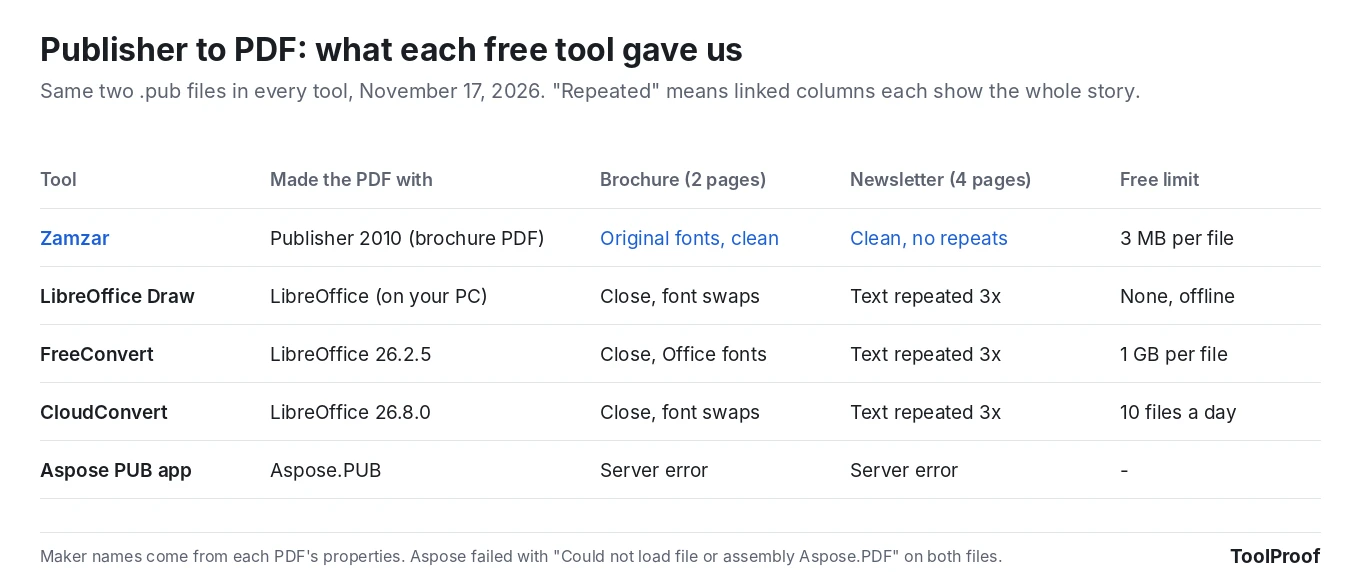 Publisher to PDF: what each free tool gave us
Same two .pub files in every tool, November 17, 2026. "Repeated" means linked columns each show the whole story.
Tool Made the PDF with Brochure (2 pages) Newsletter (4 pages) Free limit
Zamzar Publisher 2010 (brochure PDF) Original fonts, clean Clean, no repeats 3 MB per file
LibreOffice Draw LibreOffice (on your PC) Close, font swaps Text repeated 3x None, offline
FreeConvert LibreOffice 26.2.5 Close, Office fonts Text repeated 3x 1 GB per file
CloudConvert LibreOffice 26.8.0 Close, font swaps Text repeated 3x 10 files a day
Aspose PUB app Aspose.PUB Server error Server error -
Maker names come from each PDF's properties. Aspose failed with "Could not load file or assembly Aspose.PDF" on both files. ToolProof